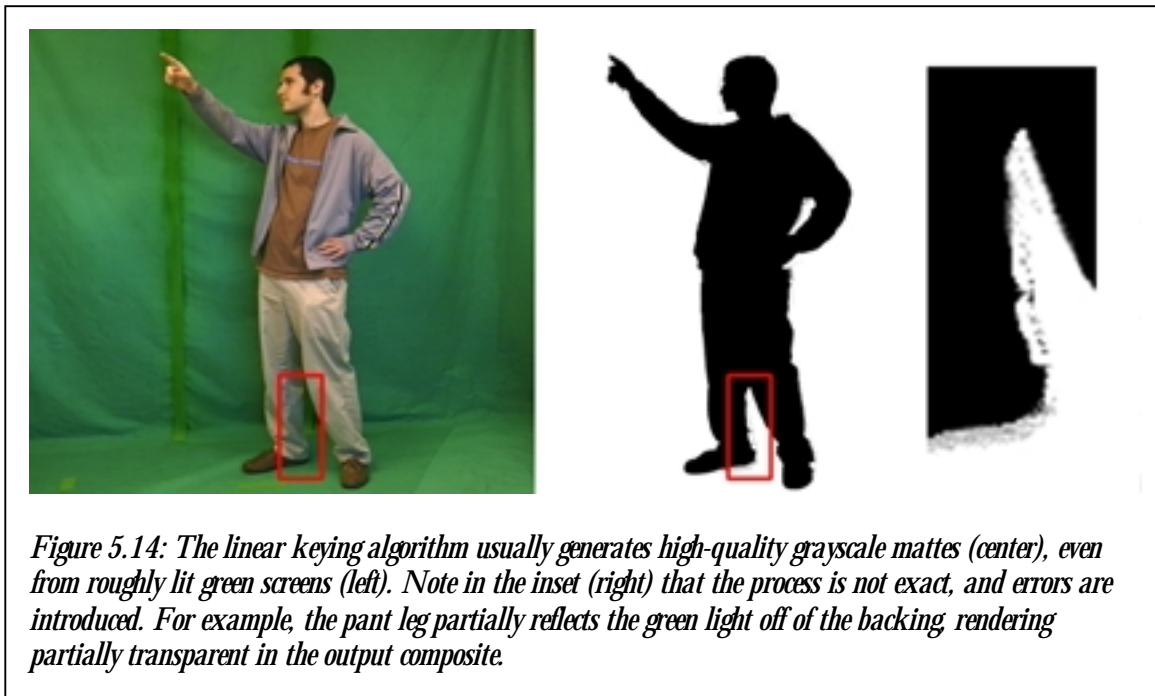 Figure 5.14: The linear keying algorithm usually generates high-quality grayscale mattes (center), even
from roughly lit green screens (left). Note in the inset (right) that the process is not exact, and errors are
introduced. For example, the pant leg partially reflects the green light off of the backing, rendering
partially transparent in the output composite.